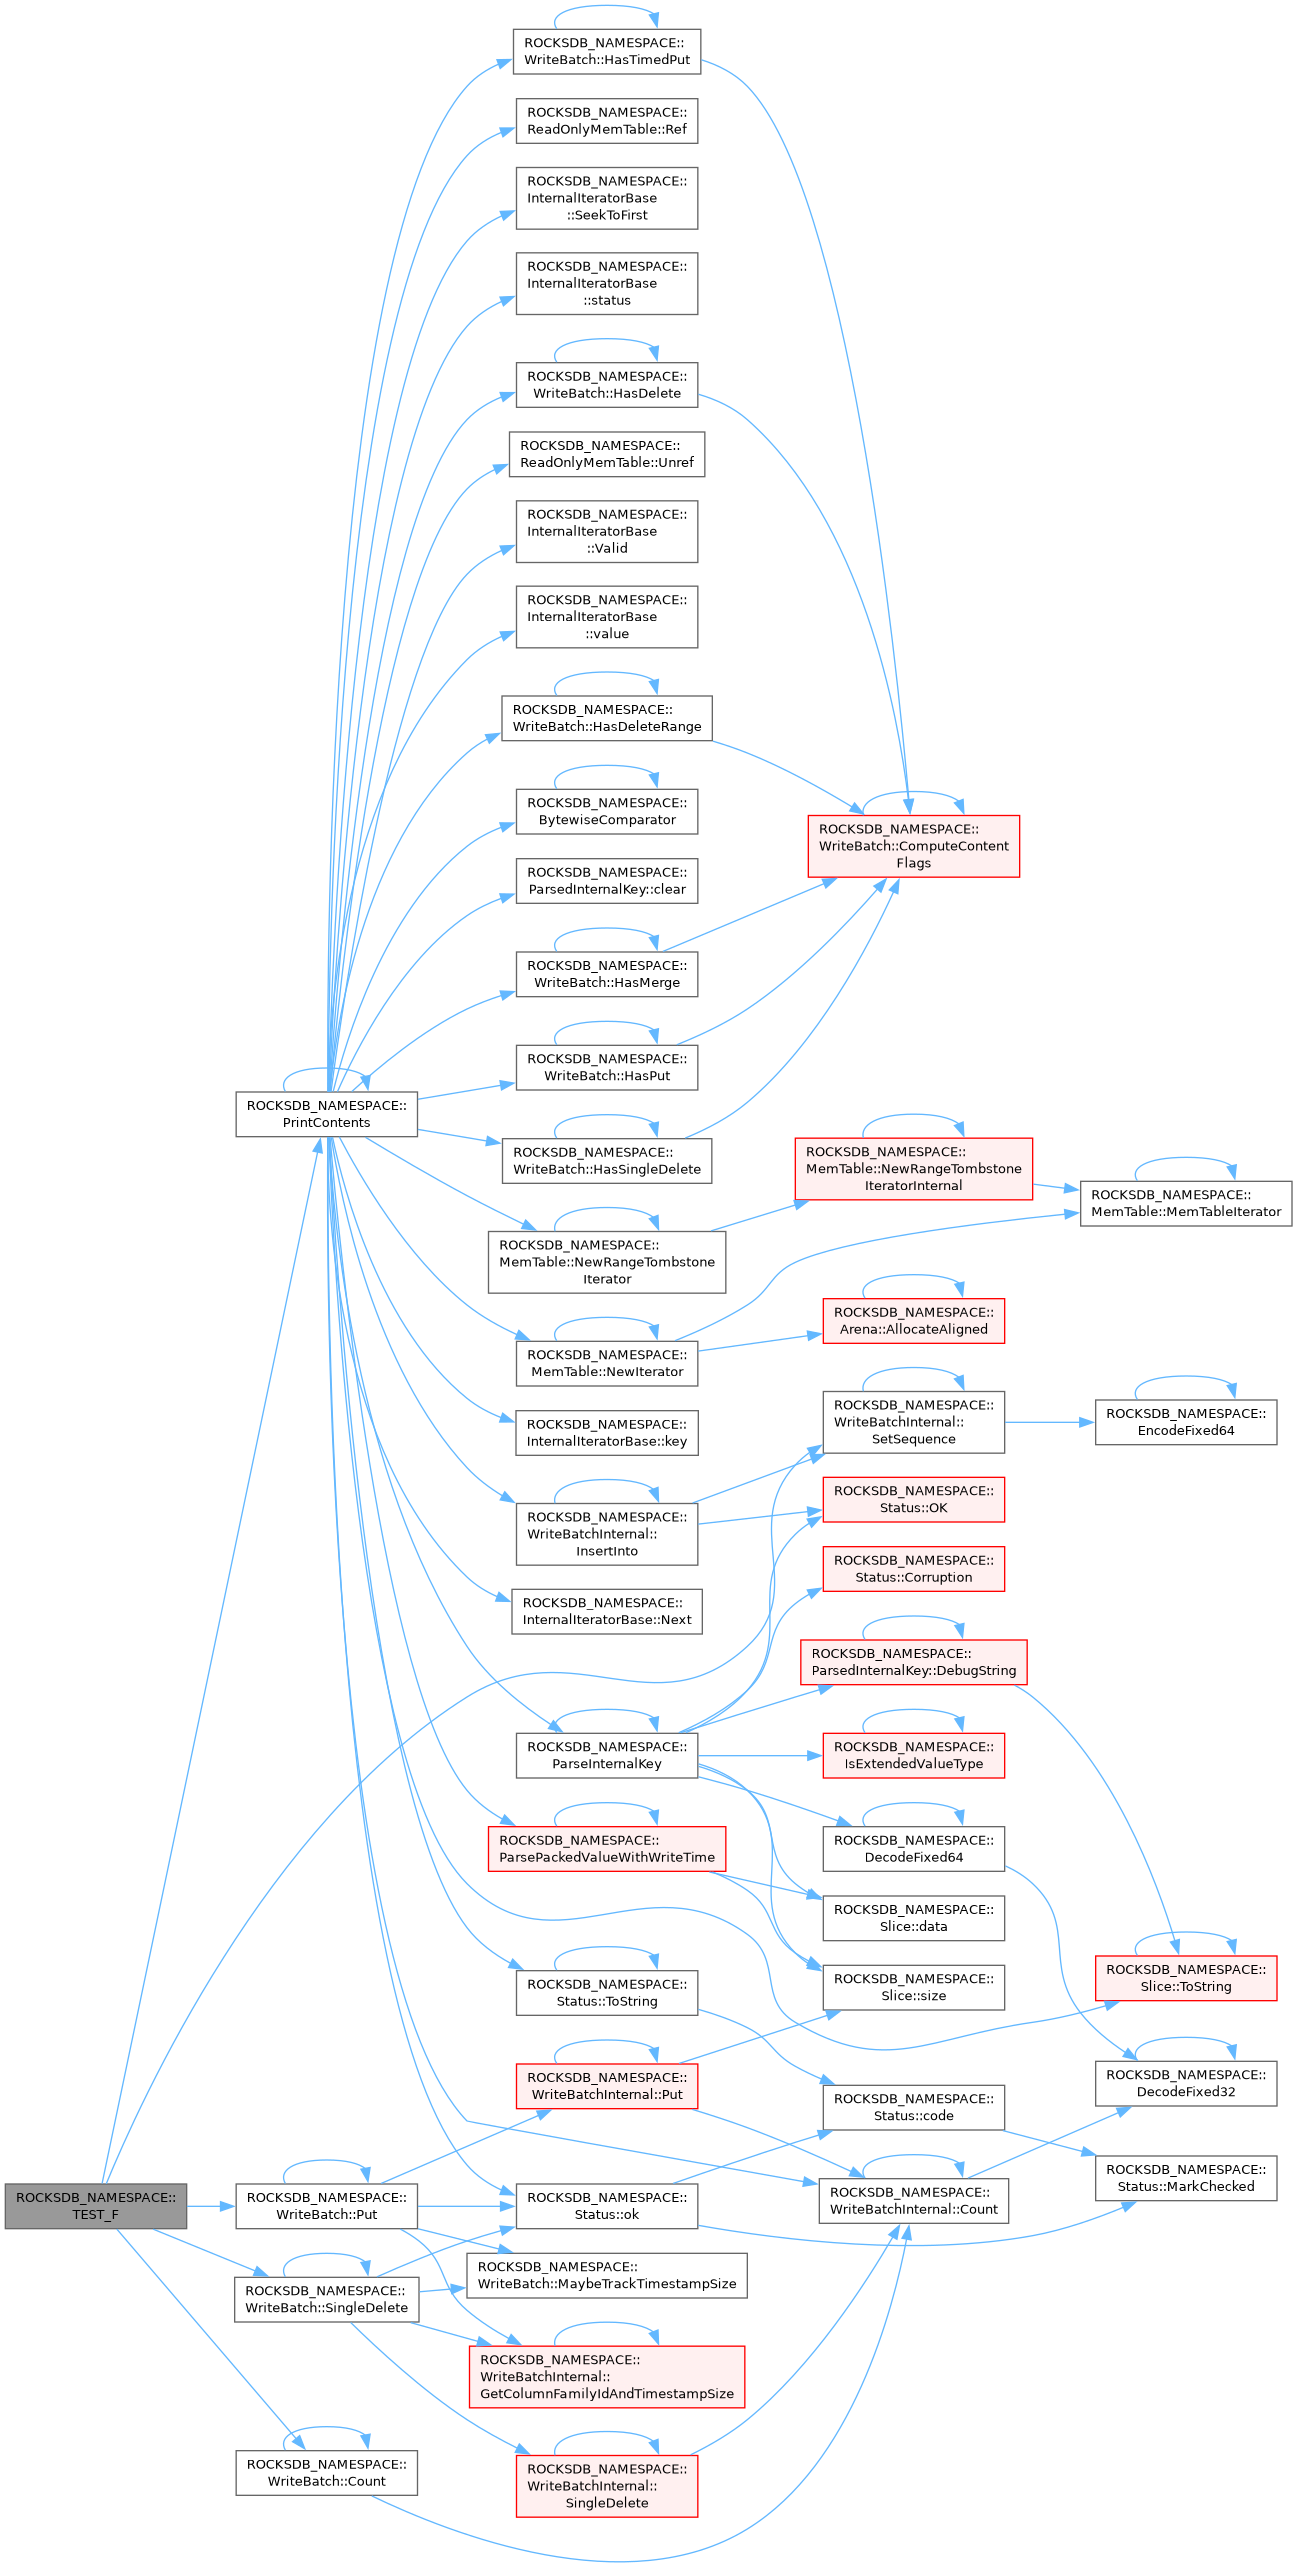 ROCKSDB_NAMESPACE::
WriteBatch::HasTimedPut
ROCKSDB_NAMESPACE::
ReadOnlyMemTable::Ref
ROCKSDB_NAMESPACE::
InternalIteratorBase
::SeekToFirst
ROCKSDB_NAMESPACE::
InternalIteratorBase
::status
ROCKSDB_NAMESPACE::
WriteBatch::HasDelete
ROCKSDB_NAMESPACE::
ReadOnlyMemTable::Unref
ROCKSDB_NAMESPACE::
InternalIteratorBase
::Valid
ROCKSDB_NAMESPACE::
InternalIteratorBase
::value
ROCKSDB_NAMESPACE::
WriteBatch::HasDeleteRange
ROCKSDB_NAMESPACE::
BytewiseComparator
ROCKSDB_NAMESPACE::
WriteBatch::ComputeContent
Flags
ROCKSDB_NAMESPACE::
ParsedInternalKey::clear
ROCKSDB_NAMESPACE::
WriteBatch::HasMerge
ROCKSDB_NAMESPACE::
WriteBatch::HasPut
ROCKSDB_NAMESPACE::
PrintContents
ROCKSDB_NAMESPACE::
WriteBatch::HasSingleDelete
ROCKSDB_NAMESPACE::
MemTable::NewRangeTombstone
IteratorInternal
ROCKSDB_NAMESPACE::
MemTable::MemTableIterator
ROCKSDB_NAMESPACE::
MemTable::NewRangeTombstone
Iterator
ROCKSDB_NAMESPACE::
Arena::AllocateAligned
ROCKSDB_NAMESPACE::
MemTable::NewIterator
ROCKSDB_NAMESPACE::
WriteBatchInternal::
SetSequence
ROCKSDB_NAMESPACE::
EncodeFixed64
ROCKSDB_NAMESPACE::
InternalIteratorBase::key
ROCKSDB_NAMESPACE::
Status::OK
ROCKSDB_NAMESPACE::
WriteBatchInternal::
InsertInto
ROCKSDB_NAMESPACE::
Status::Corruption
ROCKSDB_NAMESPACE::
InternalIteratorBase::Next
ROCKSDB_NAMESPACE::
ParsedInternalKey::DebugString
ROCKSDB_NAMESPACE::
ParseInternalKey
ROCKSDB_NAMESPACE::
IsExtendedValueType
ROCKSDB_NAMESPACE::
ParsePackedValueWithWriteTime
ROCKSDB_NAMESPACE::
DecodeFixed64
ROCKSDB_NAMESPACE::
Slice::data
ROCKSDB_NAMESPACE::
Slice::ToString
ROCKSDB_NAMESPACE::
Status::ToString
ROCKSDB_NAMESPACE::
Slice::size
ROCKSDB_NAMESPACE::
WriteBatchInternal::Put
ROCKSDB_NAMESPACE::
DecodeFixed32
ROCKSDB_NAMESPACE::
Status::code
ROCKSDB_NAMESPACE::
Status::MarkChecked
ROCKSDB_NAMESPACE::
TEST_F
ROCKSDB_NAMESPACE::
WriteBatch::Put
ROCKSDB_NAMESPACE::
Status::ok
ROCKSDB_NAMESPACE::
WriteBatchInternal::Count
ROCKSDB_NAMESPACE::
WriteBatch::MaybeTrackTimestampSize
ROCKSDB_NAMESPACE::
WriteBatch::SingleDelete
ROCKSDB_NAMESPACE::
WriteBatchInternal::
GetColumnFamilyIdAndTimestampSize
ROCKSDB_NAMESPACE::
WriteBatch::Count
ROCKSDB_NAMESPACE::
WriteBatchInternal::
SingleDelete